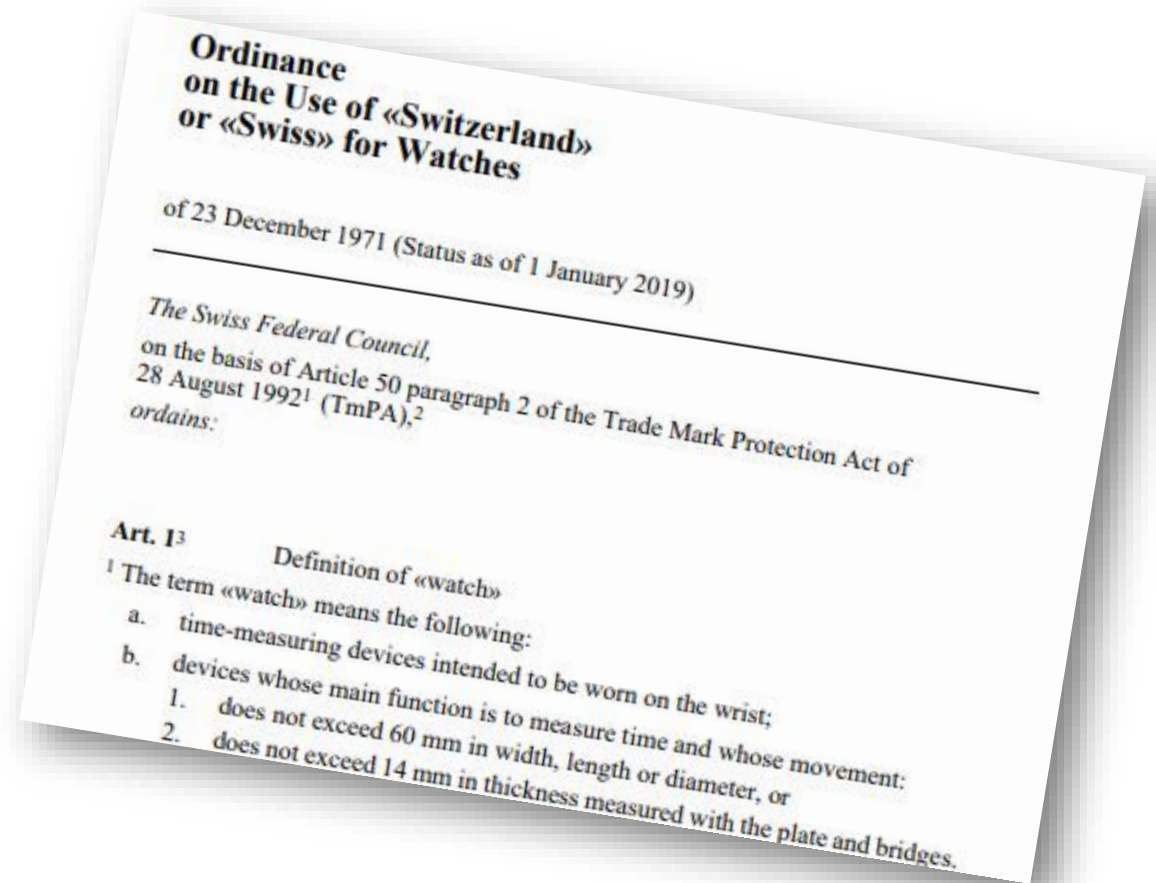 Ordinance
on the Use of «Switzerland»
or «Swiss» for Watches
of 23 December 1971 (Status as of 1 January 2019)
The Swiss Federal Council,
on the basis of Article 50 paragraph 2 of the Trade Mark Protection Act of
28 August 1992¹ (TmPA),²
ordains:
Art. 1³ Definition of «watch»
¹ The term «watch» means the following:
a. time-measuring devices intended to be worn on the wrist;
b. devices whose main function is to measure time and whose movement:
1. does not exceed 60 mm in width, length or diameter, or
2. does not exceed 14 mm in thickness measured with the plate and bridges.